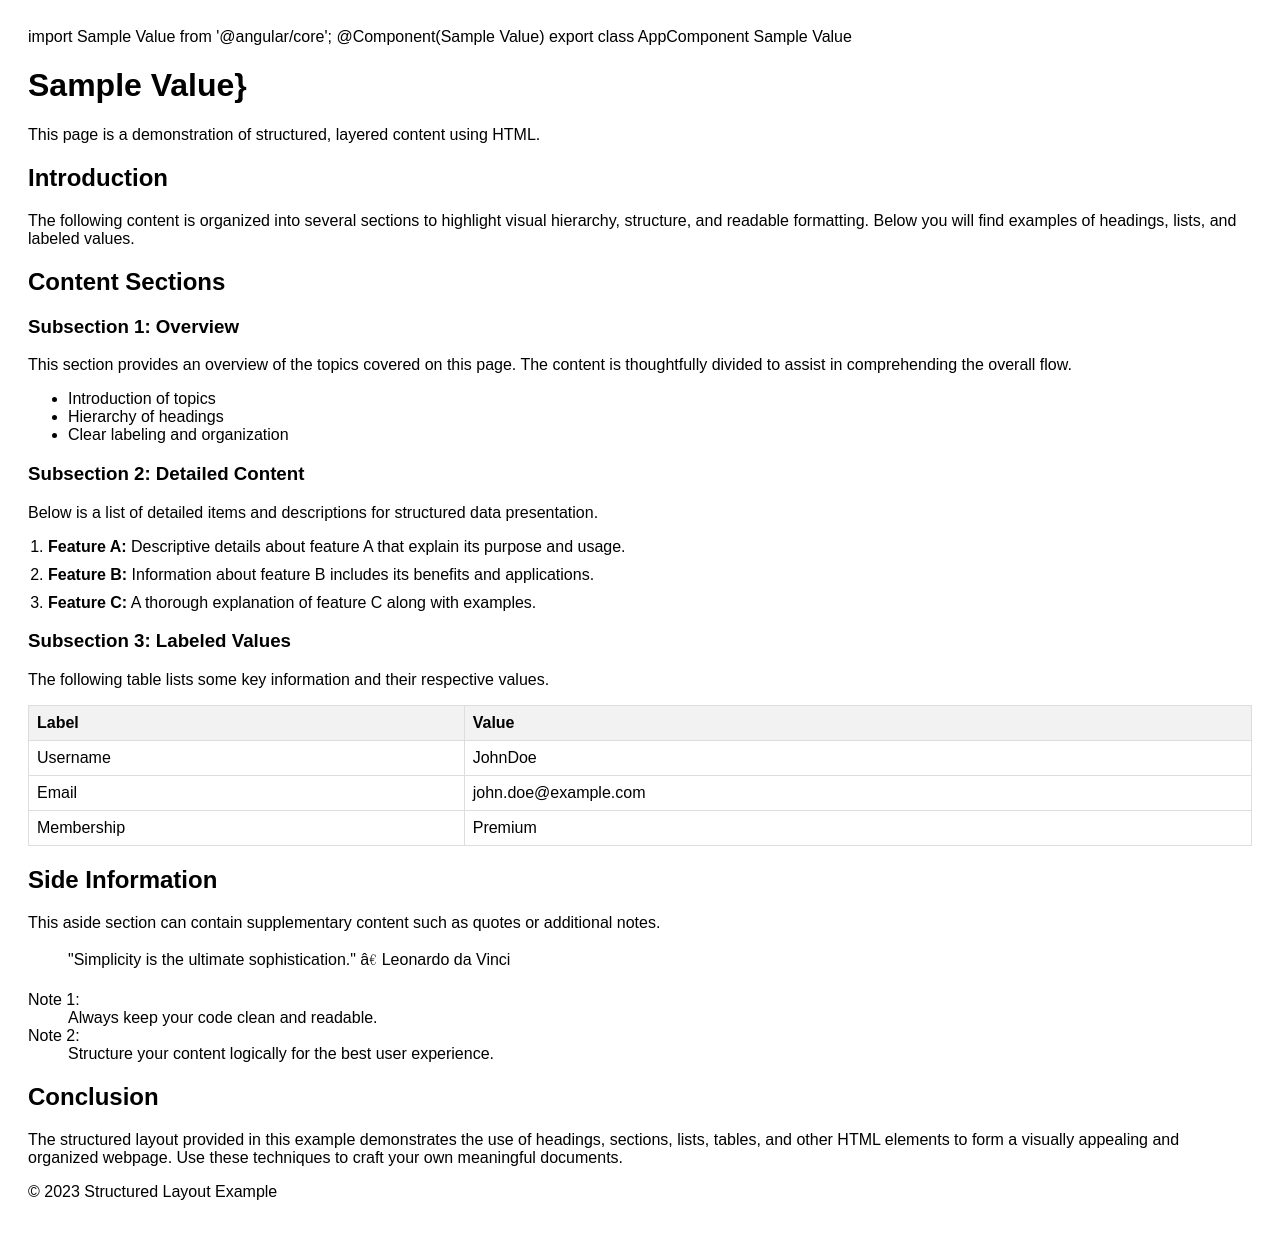 import Sample Value from '@angular/core'; @Component(Sample Value) export class AppComponent Sample Value
Sample Value}
This page is a demonstration of structured, layered content using HTML.
Introduction
The following content is organized into several sections to highlight visual hierarchy, structure, and readable formatting. Below you will find examples of headings, lists, and
labeled values.
Content Sections
Subsection 1: Overview
This section provides an overview of the topics covered on this page. The content is thoughtfully divided to assist in comprehending the overall flow.
• Introduction of topics
• Hierarchy of headings
• Clear labeling and organization
Subsection 2: Detailed Content
Below is a list of detailed items and descriptions for structured data presentation.
1. Feature A: Descriptive details about feature A that explain its purpose and usage.
2. Feature B: Information about feature B includes its benefits and applications.
3. Feature C: A thorough explanation of feature C along with examples.
Subsection 3: Labeled Values
The following table lists some key information and their respective values.
Label Value
Username JohnDoe
Email john.doe@example.com
Membership Premium
Side Information
This aside section can contain supplementary content such as quotes or additional notes.
"Simplicity is the ultimate sophistication." â€ Leonardo da Vinci
Note 1:
Always keep your code clean and readable.
Note 2:
Structure your content logically for the best user experience.
Conclusion
The structured layout provided in this example demonstrates the use of headings, sections, lists, tables, and other HTML elements to form a visually appealing and
organized webpage. Use these techniques to craft your own meaningful documents.
© 2023 Structured Layout Example